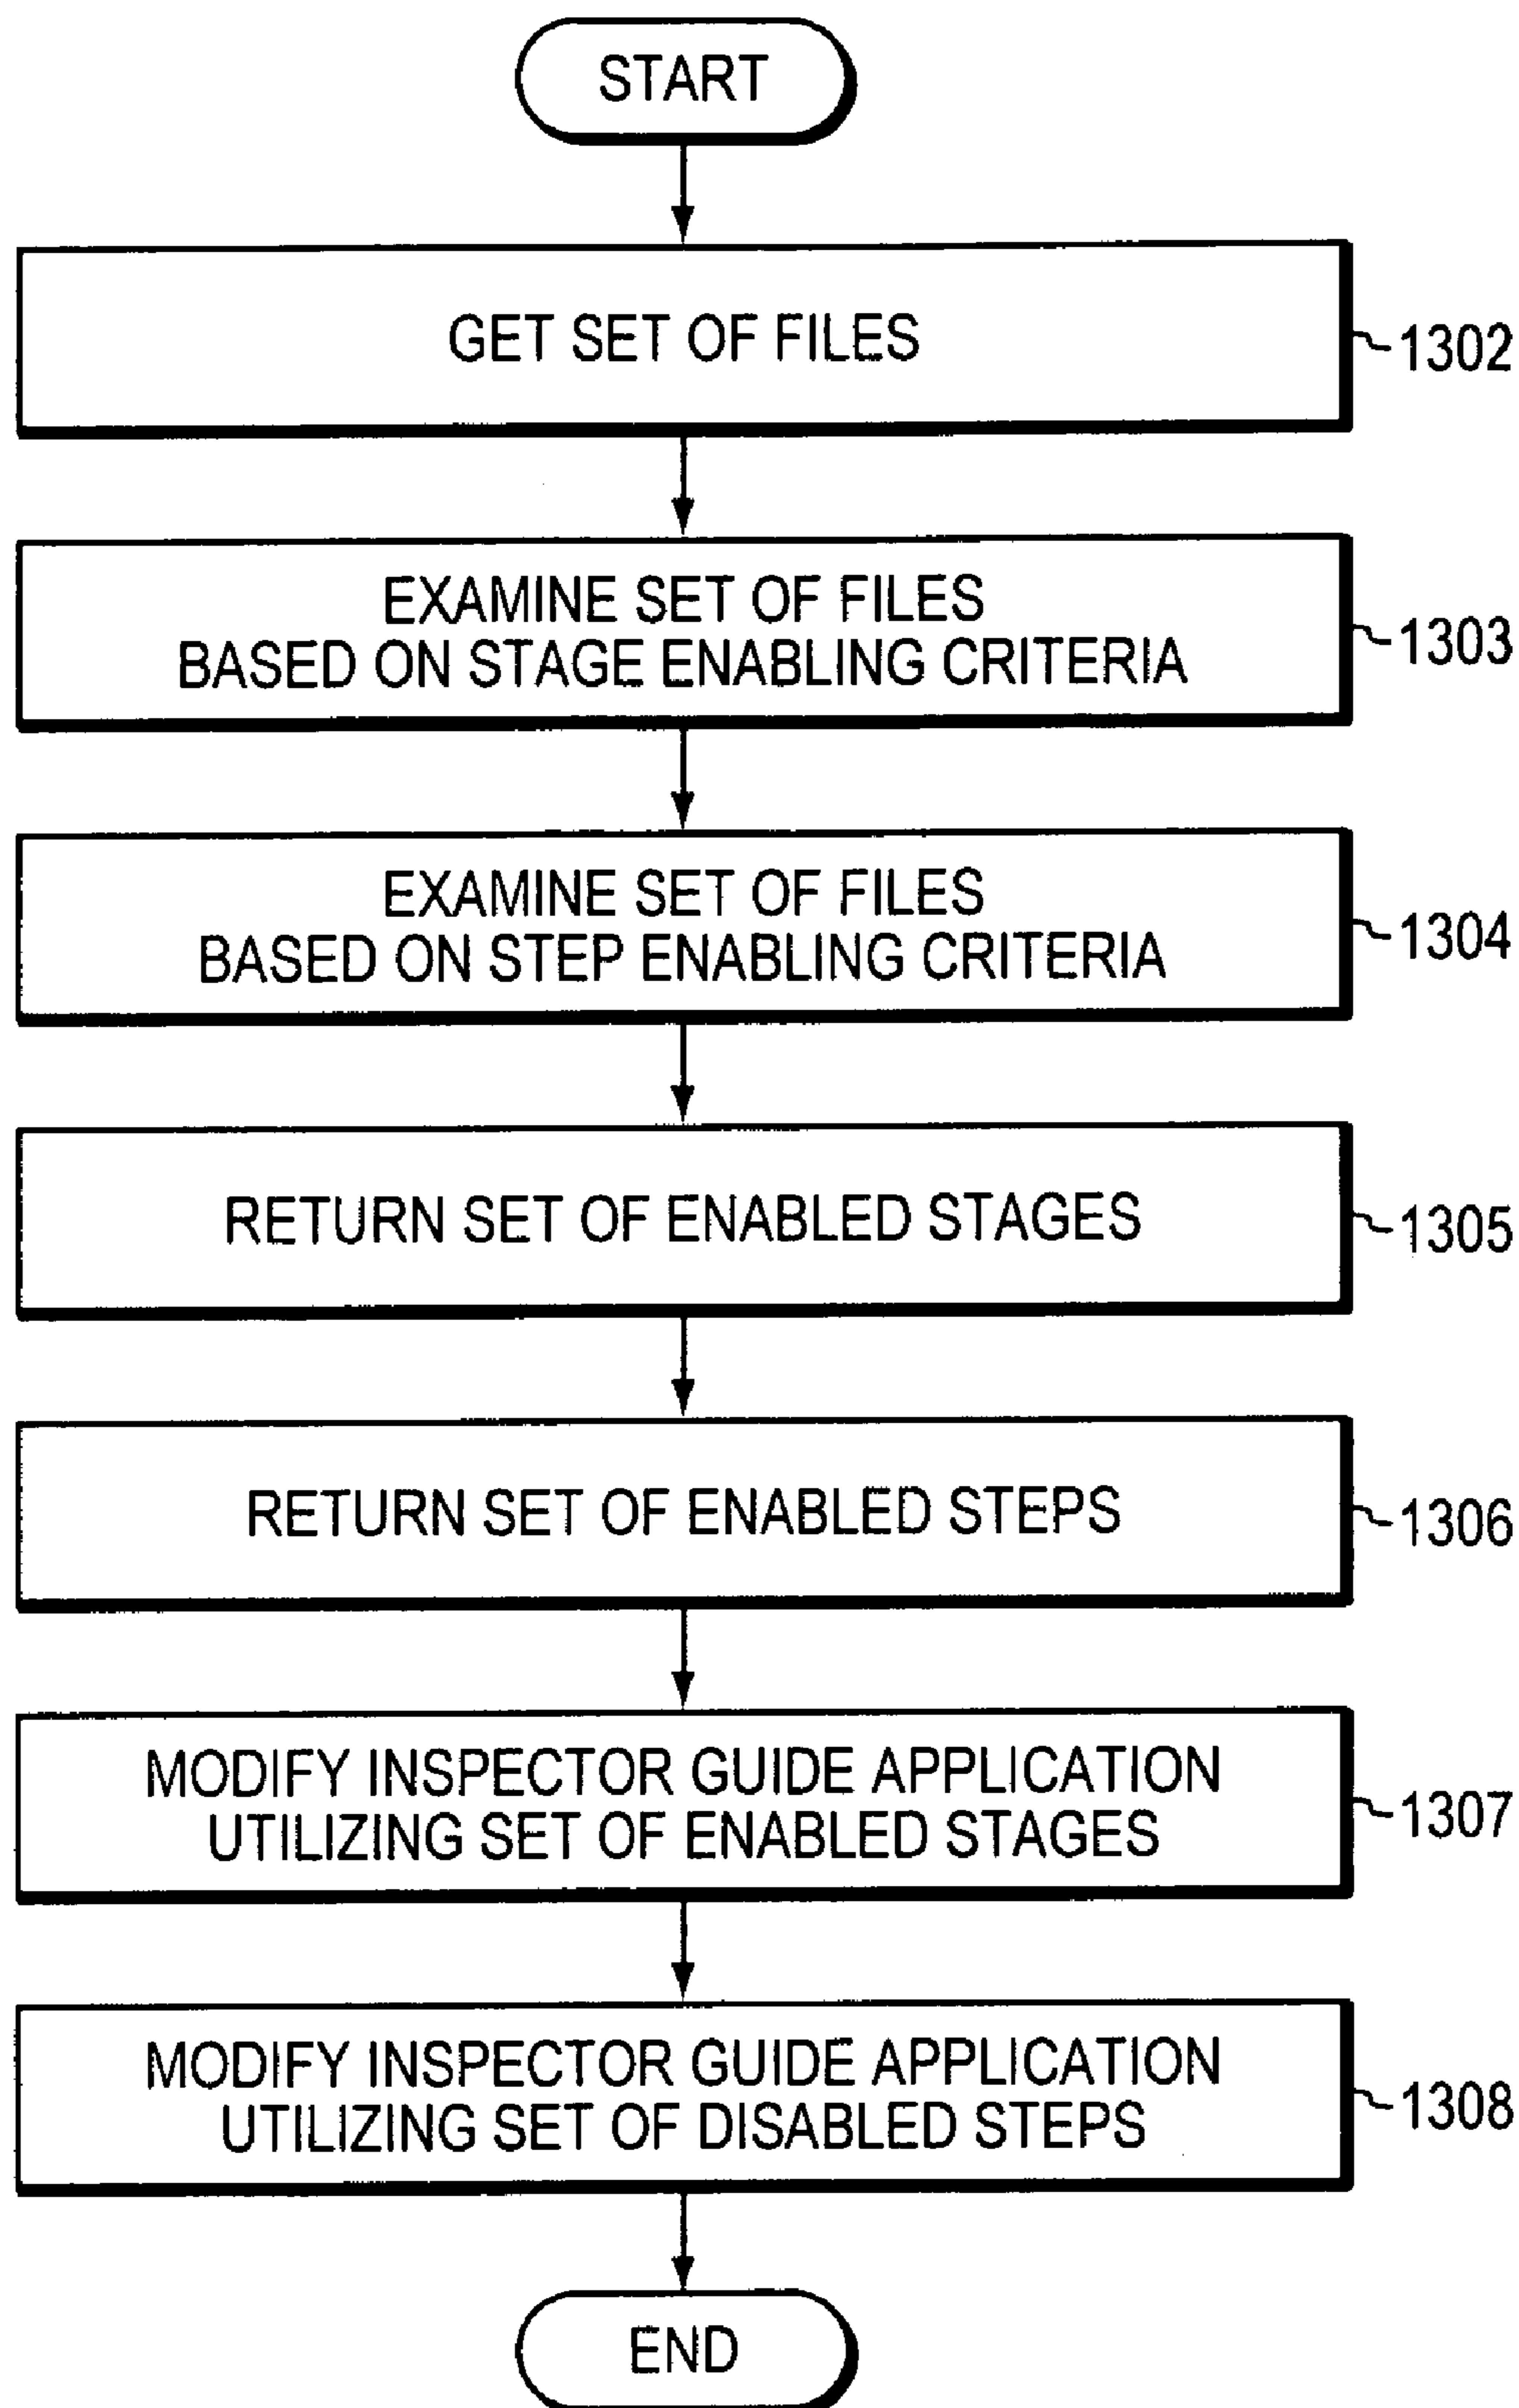 START
GET SET OF FILES
1302
EXAMINE SET OF FILES
BASED ON STAGE ENABLING CRITERIA
1303
EXAMINE SET OF FILES
BASED ON STEP ENABLING CRITERIA
1304
RETURN SET OF ENABLED STAGES
1305
RETURN SET OF ENABLED STEPS
1306
MODIFY INSPECTOR GUIDE APPLICATION
UTILIZING SET OF ENABLED STAGES
1307
MODIFY INSPECTOR GUIDE APPLICATION
UTILIZING SET OF DISABLED STEPS
1308
END